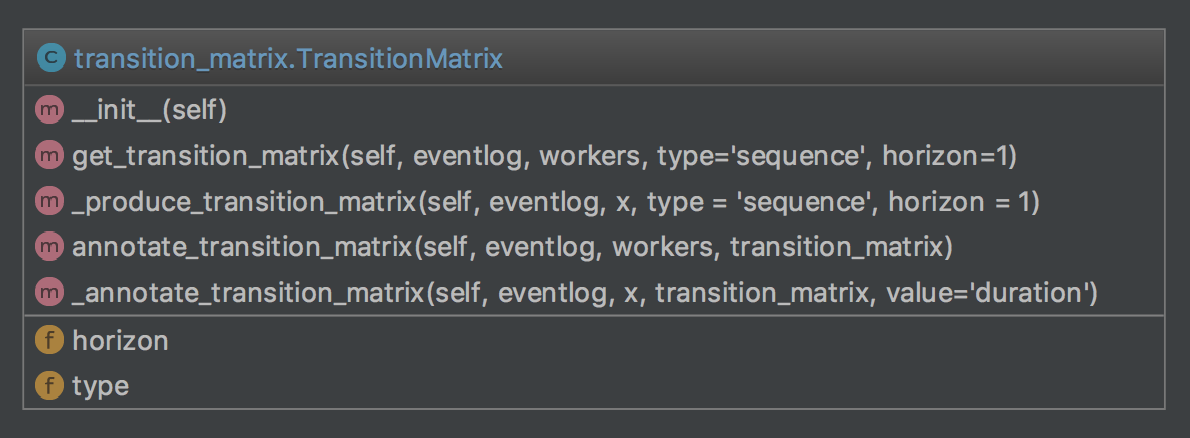 C transition_matrix.TransitionMatrix
m __init__(self)
m get_transition_matrix(self, eventlog, workers, type='sequence', horizon=1)
m _produce_transition_matrix(self, eventlog, x, type = 'sequence', horizon = 1)
m annotate_transition_matrix(self, eventlog, workers, transition_matrix)
m _annotate_transition_matrix(self, eventlog, x, transition_matrix, value='duration')
f horizon
f type